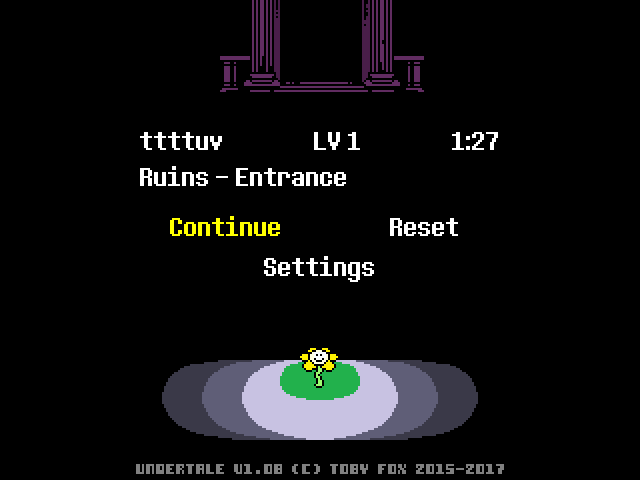 ttttuv LV 1 1:27
Ruins – Entrance
Continue Reset
Settings
UNDERTALE V1.08 (C) TOBY FOX 2015-2017